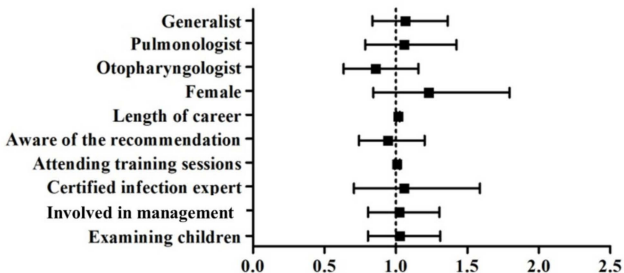 Generalist
Pulmonologist
Otopharyngologist
Female
Length of career
Aware of the recommendation
Attending training sessions
Certified infection expert
Involved in management
Examining children
0.0 0.5 1.0 1.5 2.0 2.5